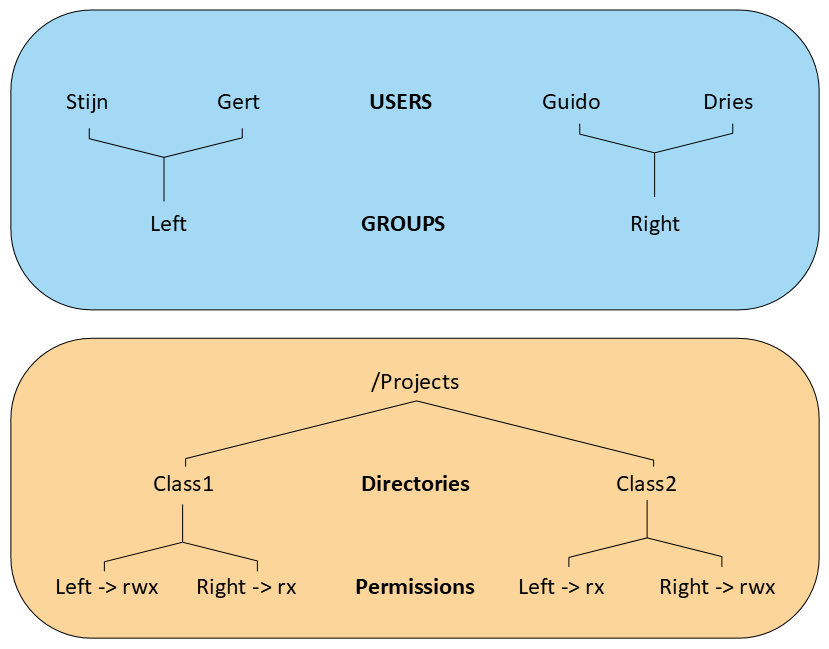 Stijn Gert USERS Guido Dries
Left GROUPS Right
/Projects
Class1 Directories Class2
Left -> rwx Right -> rx Permissions Left -> rx Right -> rwx